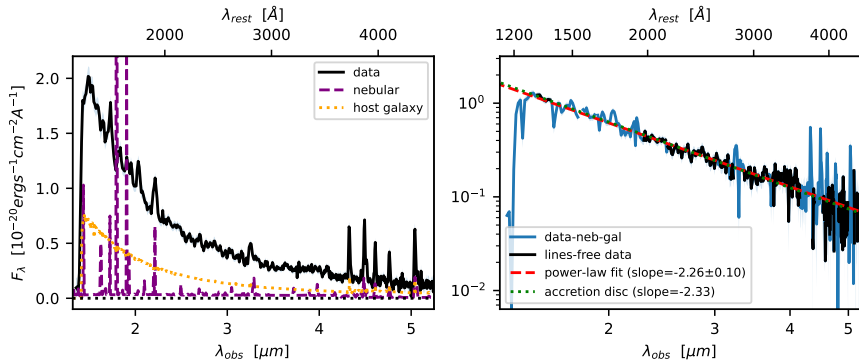 λrest [Å]
2000 4000
data
nebular
host galaxy
Fλ [10−20ergs−1cm−2A−1]
2.0
1.5
1.0
0.5
0.0
2 3 4 5
λobs [μm]
λrest [Å]
1200 1500 2000 3000 4000
10⁰
10⁻¹
10⁻²
data-neb-gal
lines-free data
power-law fit (slope=-2.26±0.10)
accretion disc (slope=-2.33)
2 3 4 5
λobs [μm]